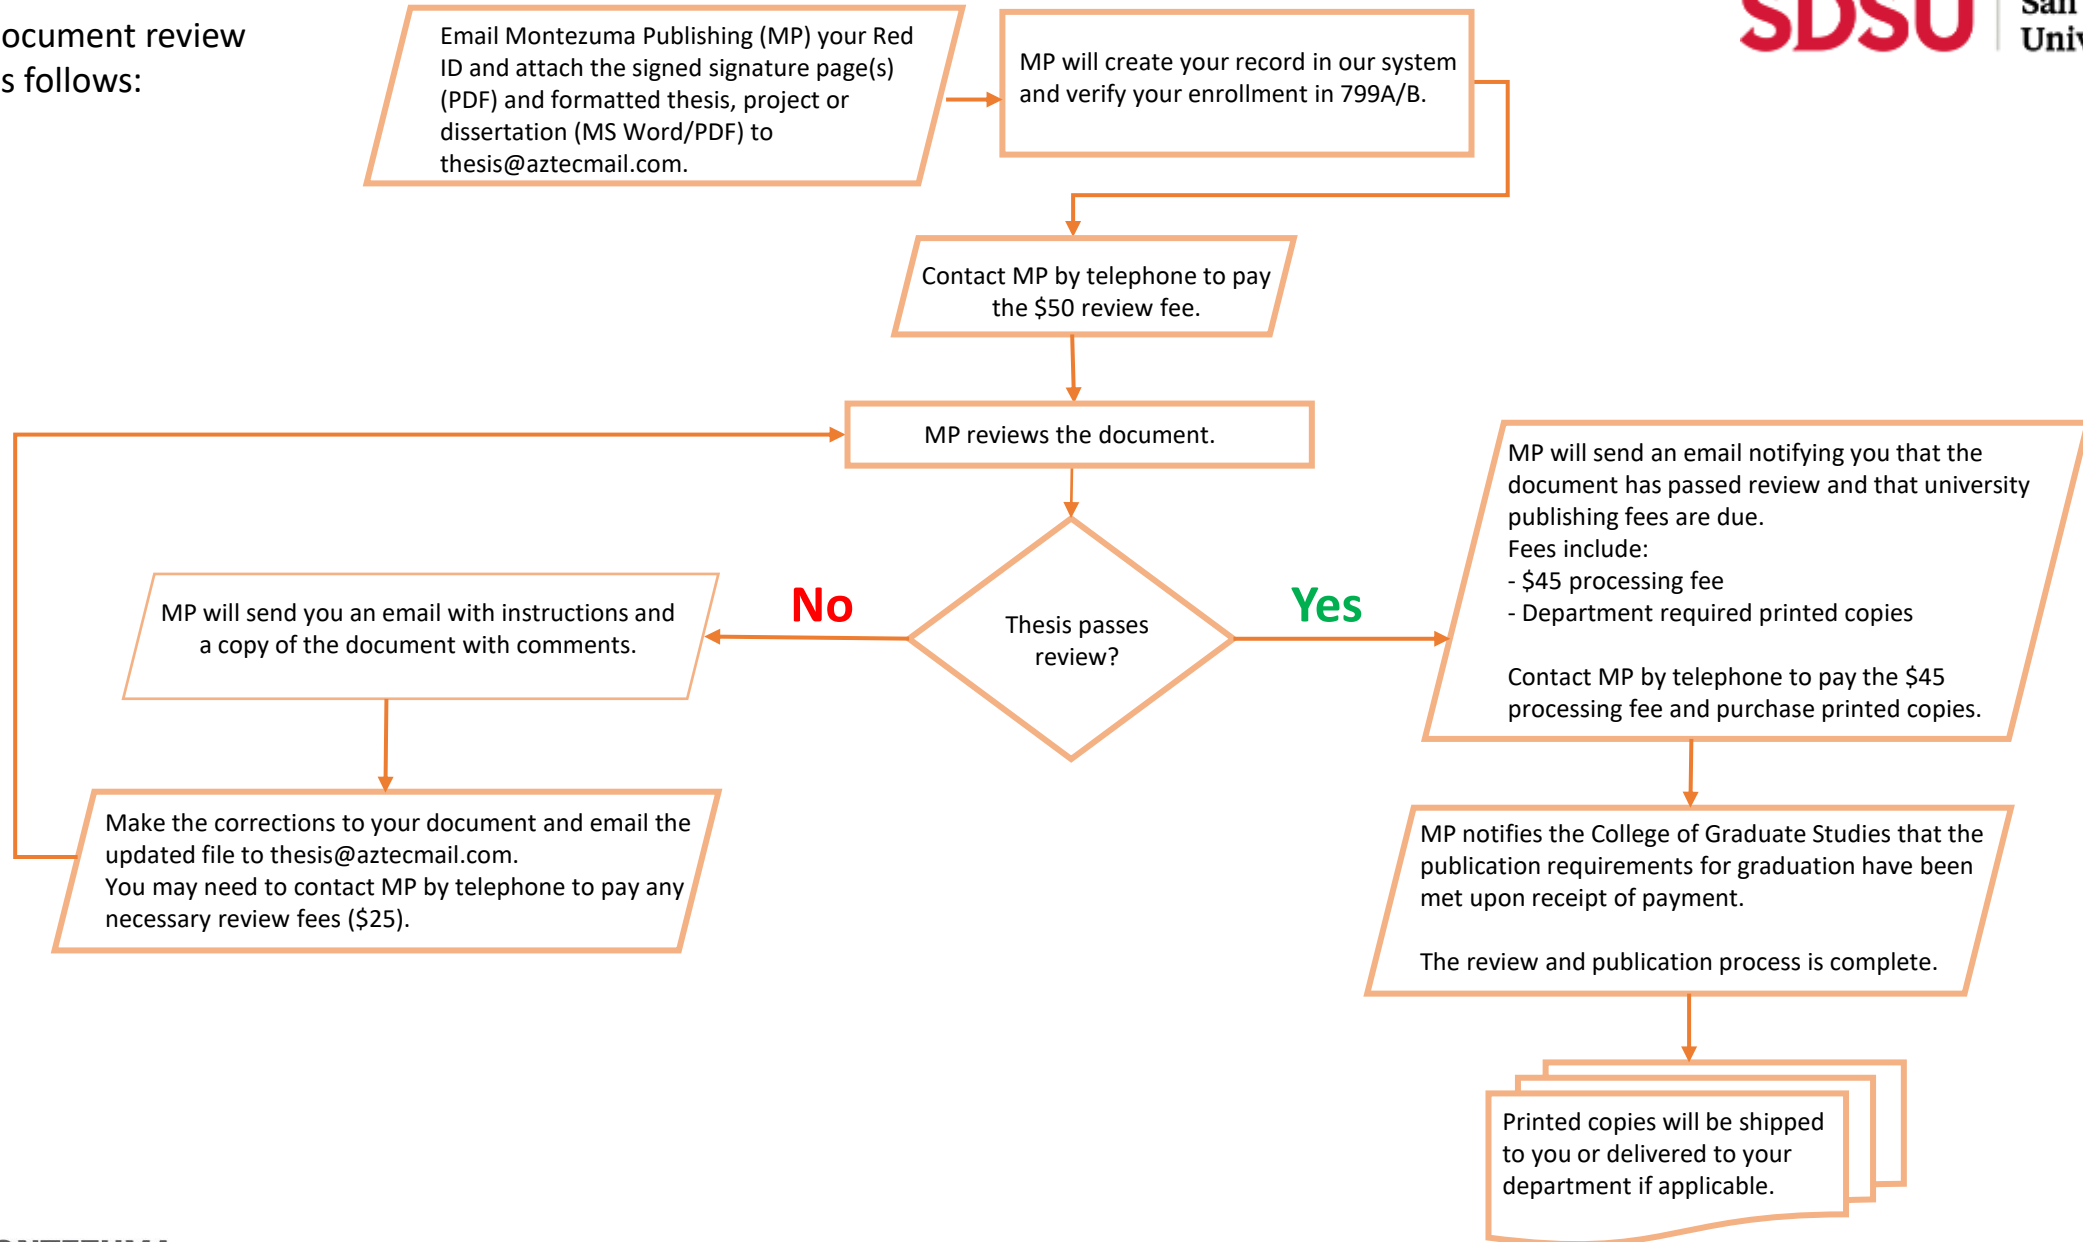 ocument review
s follows:
Email Montezuma Publishing (MP) your Red
ID and attach the signed signature page(s)
(PDF) and formatted thesis, project or
dissertation (MS Word/PDF) to
thesis@aztecmail.com.
MP will create your record in our system
and verify your enrollment in 799A/B.
SDSU
San
Univ
Contact MP by telephone to pay
the $50 review fee.
MP reviews the document.
Thesis passes
review?
No
Yes
MP will send you an email with instructions and
a copy of the document with comments.
Make the corrections to your document and email the
updated file to thesis@aztecmail.com.
You may need to contact MP by telephone to pay any
necessary review fees ($25).
MP will send an email notifying you that the
document has passed review and that university
publishing fees are due.
Fees include:
- $45 processing fee
- Department required printed copies
Contact MP by telephone to pay the $45
processing fee and purchase printed copies.
MP notifies the College of Graduate Studies that the
publication requirements for graduation have been
met upon receipt of payment.
The review and publication process is complete.
Printed copies will be shipped
to you or delivered to your
department if applicable.